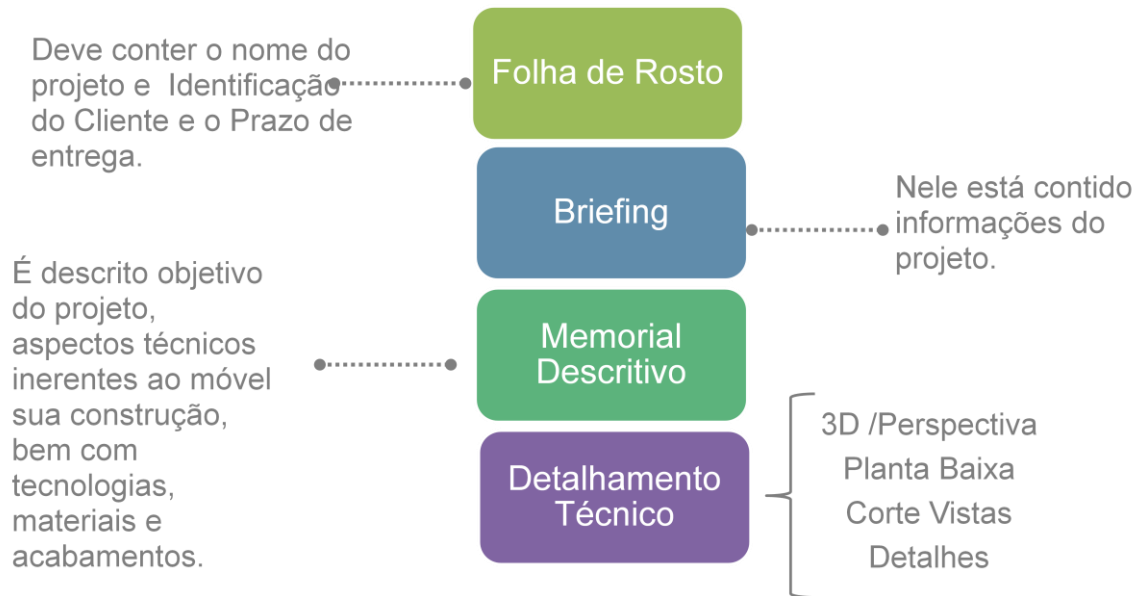 Deve conter o nome do
projeto e  Identificação
do Cliente e o Prazo de
entrega.
Folha de Rosto
Briefing
Nele está contido
informações do
projeto.
É descrito objetivo
do projeto,
aspectos técnicos
inerentes ao móvel
sua construção,
bem com
tecnologias,
materiais e
acabamentos.
Memorial
Descritivo
Detalhamento
Técnico
3D /Perspectiva
Planta Baixa
Corte Vistas
Detalhes